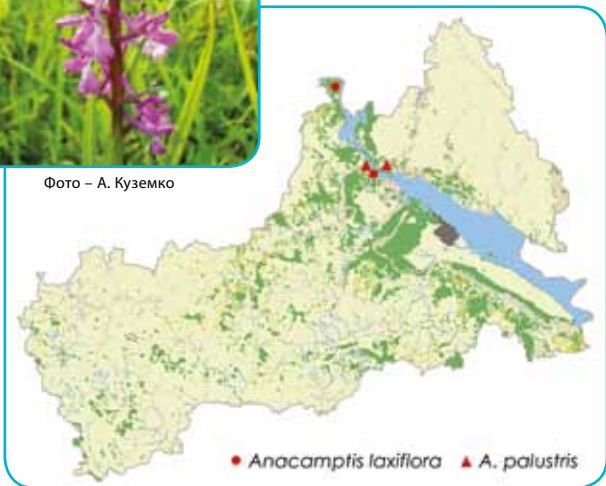 Фото – А. Куземко
● Anacamptis laxiflora ▲ A. palustris